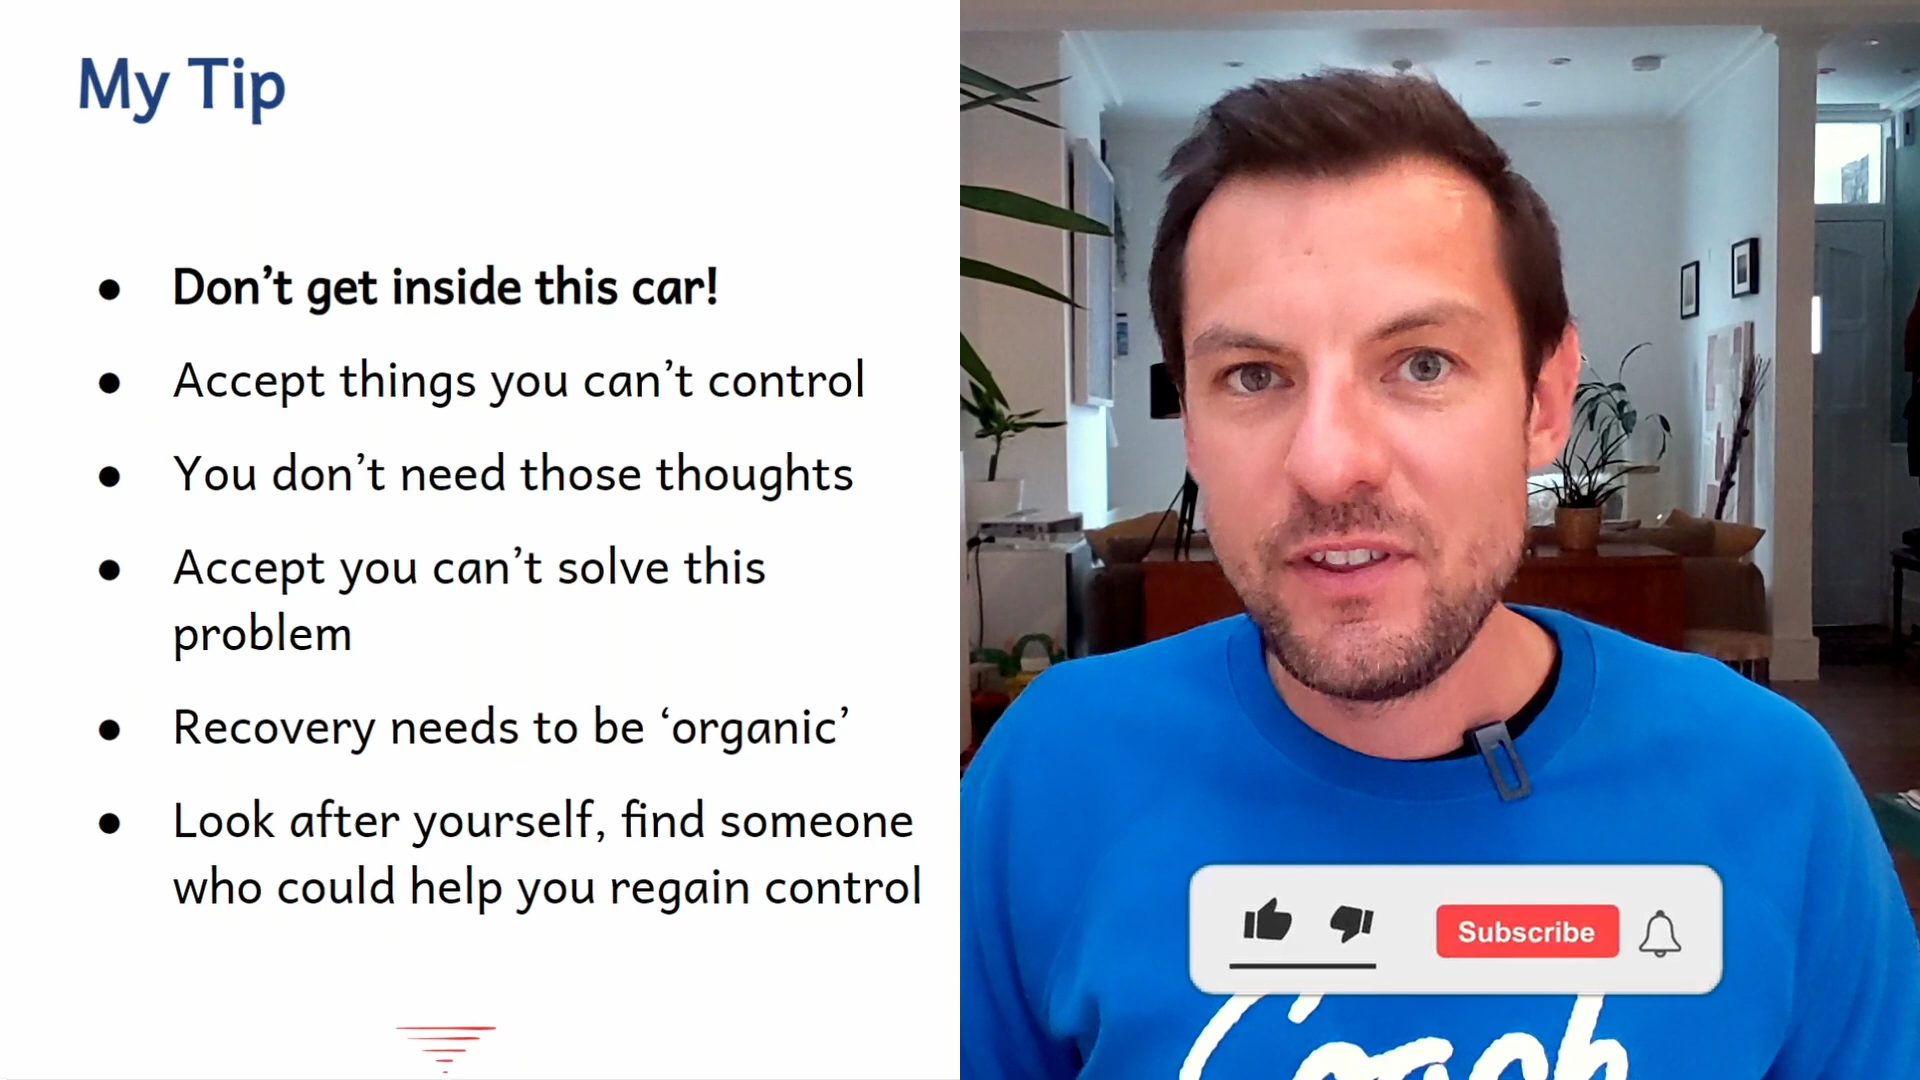 My Tip
Don’t get inside this car!
Accept things you can’t control
You don’t need those thoughts
Accept you can’t solve this
problem
Recovery needs to be ‘organic’
Look after yourself, find someone
who could help you regain control
Subscribe
Coach